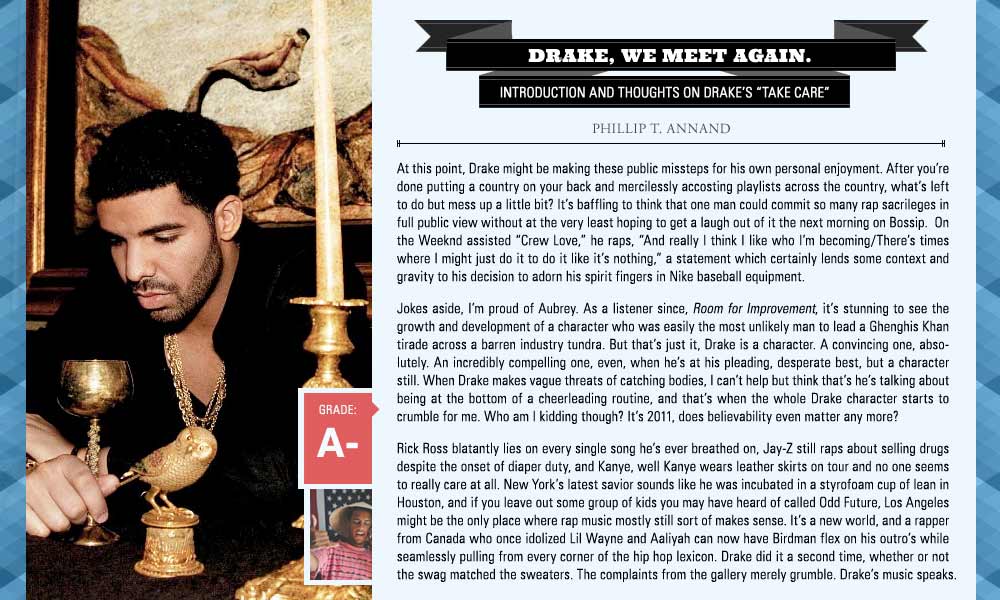 DRAKE, WE MEET AGAIN.
INTRODUCTION AND THOUGHTS ON DRAKE'S “TAKE CARE”
PHILLIP T. ANNAND
At this point, Drake might be making these public missteps for his own personal enjoyment. After you're
done putting a country on your back and mercilessly accosting playlists across the country, what's left
to do but mess up a little bit? It's baffling to think that one man could commit so many rap sacrileges in
full public view without at the very least hoping to get a laugh out of it the next morning on Bossip. On
the Weeknd assisted “Crew Love,” he raps, “And really I think I like who I'm becoming/There's times
where I might just do it to do it like it's nothing,” a statement which certainly lends some context and
gravity to his decision to adorn his spirit fingers in Nike baseball equipment.
Jokes aside, I'm proud of Aubrey. As a listener since, Room for Improvement, it's stunning to see the
growth and development of a character who was easily the most unlikely man to lead a Ghenghis Khan
tirade across a barren industry tundra. But that's just it, Drake is a character. A convincing one, abso-
lutely. An incredibly compelling one, even, when he's at his pleading, desperate best, but a character
still. When Drake makes vague threats of catching bodies, I can't help but think that's he's talking about
being at the bottom of a cheerleading routine, and that's when the whole Drake character starts to
crumble for me. Who am I kidding though? It's 2011, does believability even matter any more?
Rick Ross blatantly lies on every single song he's ever breathed on, Jay-Z still raps about selling drugs
despite the onset of diaper duty, and Kanye, well Kanye wears leather skirts on tour and no one seems
to really care at all. New York's latest savior sounds like he was incubated in a styrofoam cup of lean in
Houston, and if you leave out some group of kids you may have heard of called Odd Future, Los Angeles
might be the only place where rap music mostly still sort of makes sense. It's a new world, and a rapper
from Canada who once idolized Lil Wayne and Aaliyah can now have Birdman flex on his outro's while
seamlessly pulling from every corner of the hip hop lexicon. Drake did it a second time, whether or not
the swag matched the sweaters. The complaints from the gallery merely grumble. Drake's music speaks.
GRADE:
A-